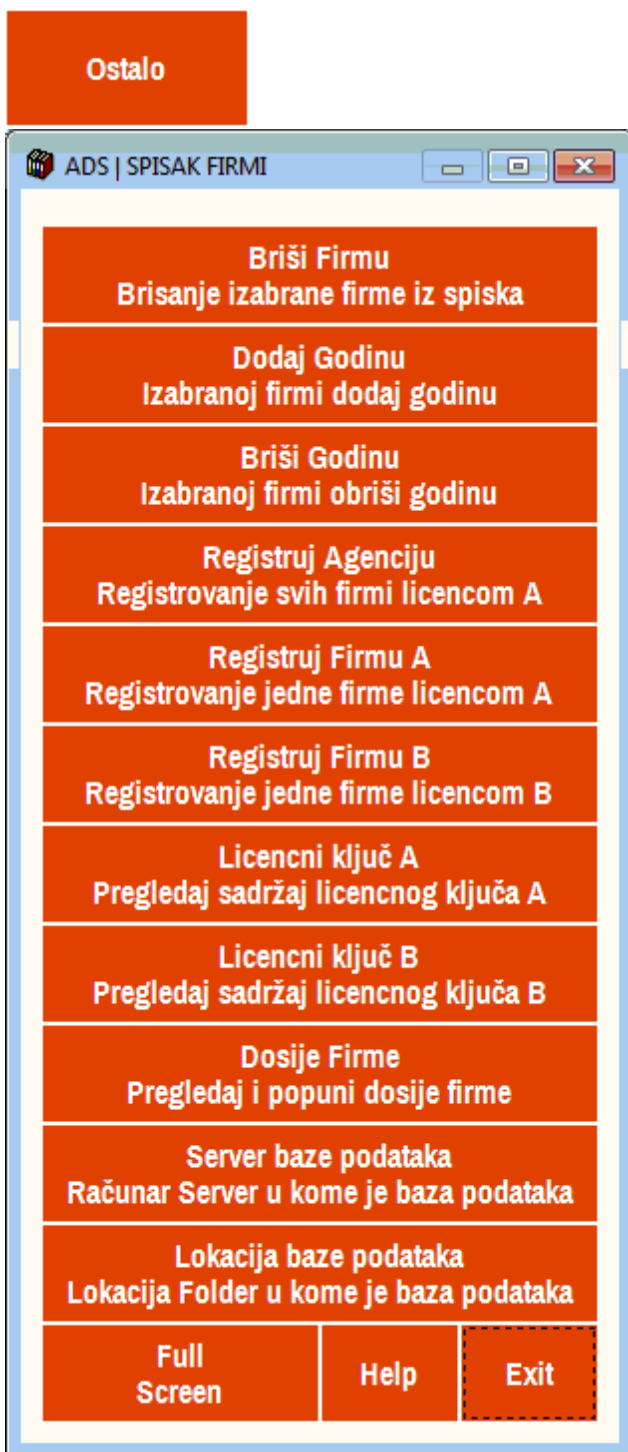 Ostalo
ADS | SPISAK FIRMI
Briši Firmu
Brisanje izabrane firme iz spiska
Dodaj Godinu
Izabranoj firmi dodaj godinu
Briši Godinu
Izabranoj firmi obriši godinu
Registruj Agenciju
Registrovanje svih firmi licencom A
Registruj Firmu A
Registrovanje jedne firme licencom A
Registruj Firmu B
Registrovanje jedne firme licencom B
Licencni ključ A
Pregledaj sadržaj licencnog ključa A
Licencni ključ B
Pregledaj sadržaj licencnog ključa B
Dosije Firme
Pregledaj i popuni dosije firme
Server baze podataka
Računar Server u kome je baza podataka
Lokacija baze podataka
Lokacija Folder u kome je baza podataka
Full
Screen
Help
Exit